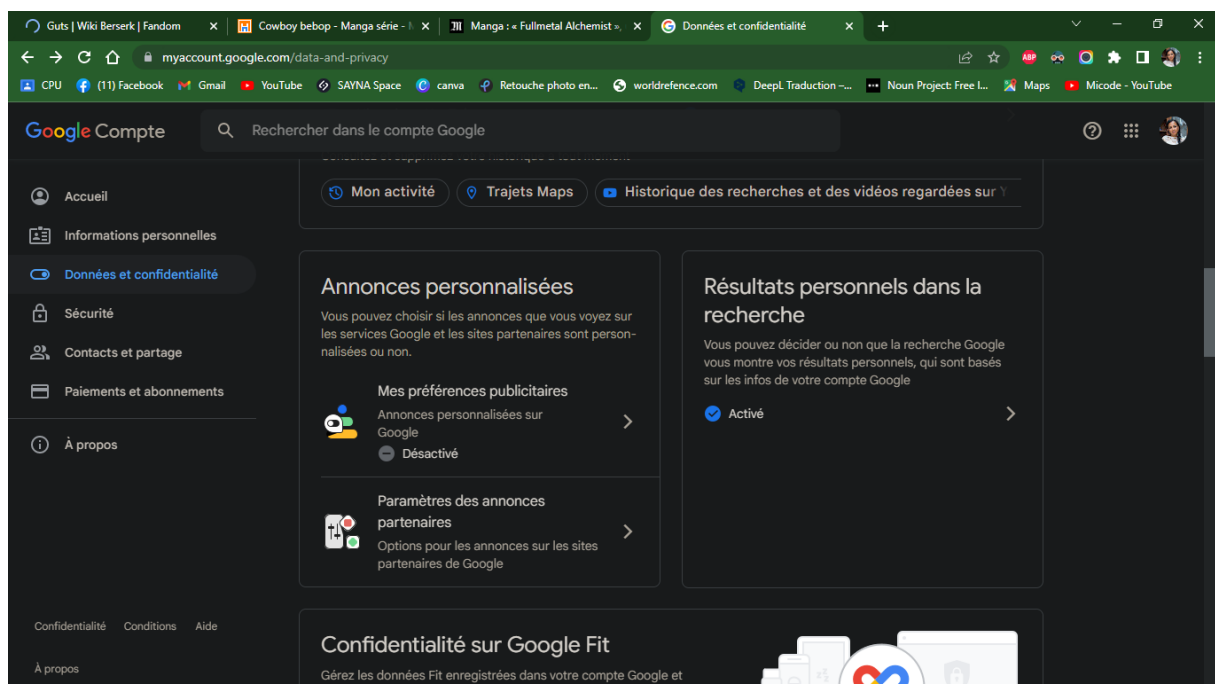 Guts | Wiki Berserk | Fandom
Cowboy bebop - Manga série -
Manga : « Fullmetal Alchemist »,
Données et confidentialité
myaccount.google.com/data-and-privacy
CPU
(11) Facebook
Gmail
YouTube
SAYNA Space
canva
Retouche photo en...
worldrefence.com
DeepL Traduction –...
Noun Project: Free I...
Maps
Micode - YouTube
ABP
Google Compte
Rechercher dans le compte Google
Accueil
Informations personnelles
Données et confidentialité
Sécurité
Contacts et partage
Paiements et abonnements
À propos
Confidentialité Conditions Aide
À propos
Mon activité
Trajets Maps
Historique des recherches et des vidéos regardées sur Y
Annonces personnalisées
Vous pouvez choisir si les annonces que vous voyez sur
les services Google et les sites partenaires sont person-
nalisées ou non.
Mes préférences publicitaires
Annonces personnalisées sur
Google
Désactivé
Paramètres des annonces
partenaires
Options pour les annonces sur les sites
partenaires de Google
Résultats personnels dans la
recherche
Vous pouvez décider ou non que la recherche Google
vous montre vos résultats personnels, qui sont basés
sur les infos de votre compte Google
Activé
Confidentialité sur Google Fit
Gérez les données Fit enregistrées dans votre compte Google et